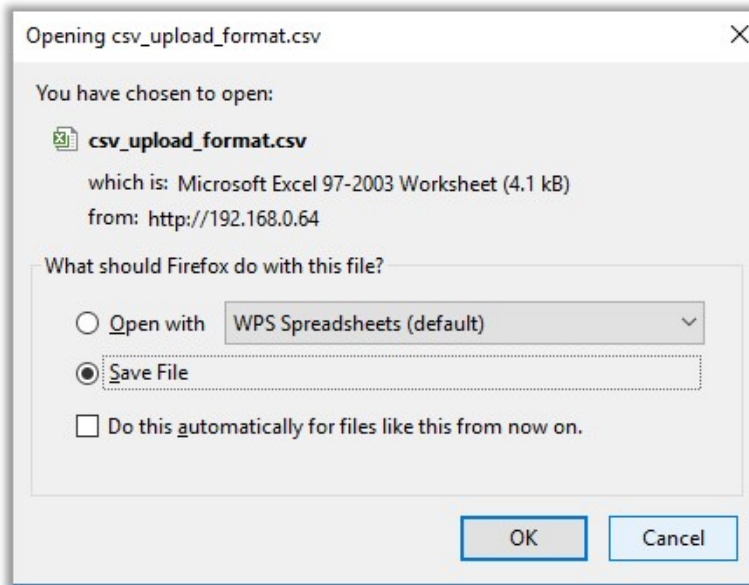 Opening csv_upload_format.csv
You have chosen to open:
csv_upload_format.csv
which is: Microsoft Excel 97-2003 Worksheet (4.1 kB)
from: http://192.168.0.64
What should Firefox do with this file?
Open with WPS Spreadsheets (default)
Save File
Do this automatically for files like this from now on.
OK Cancel